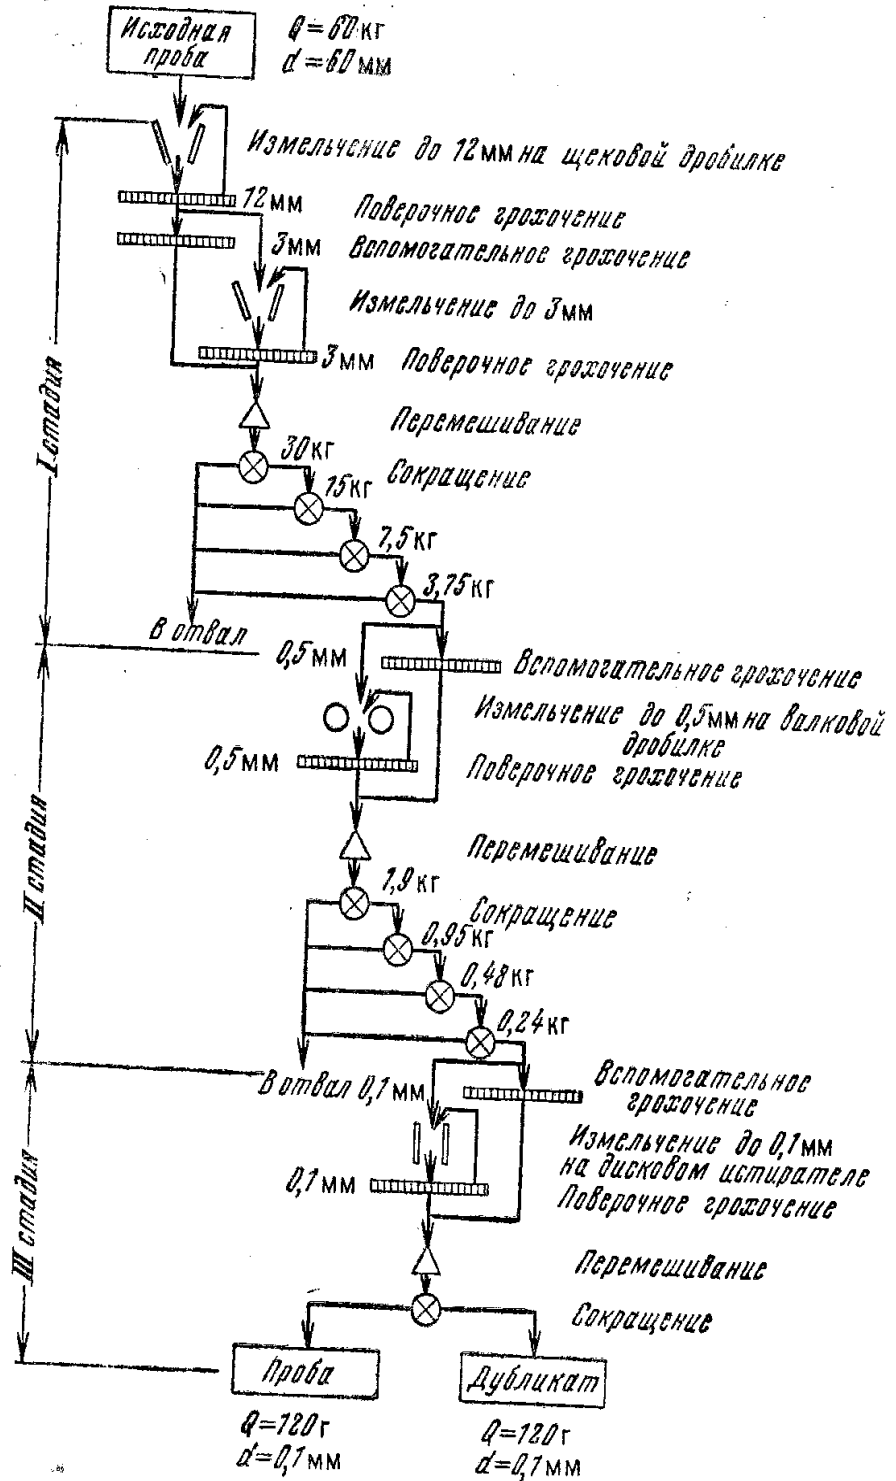 Исходная
проба
Q = 60 кг
d = 60 мм
Измельчение до 12 мм на щековой дробилке
12 мм
Поверочное грохочение
3 мм
Вспомогательное грохочение
Измельчение до 3 мм
3 мм
Поверочное грохочение
Перемешивание
30 кг
Сокращение
15 кг
7,5 кг
3,75 кг
I стадия
В отвал
0,5 мм
Вспомогательное грохочение
Измельчение до 0,5 мм на валковой
дробилке
0,5 мм
Поверочное грохочение
Перемешивание
1,9 кг
Сокращение
0,95 кг
0,48 кг
0,24 кг
II стадия
В отвал
0,1 мм
Вспомогательное
грохочение
Измельчение до 0,1 мм
на дисковом истирателе
0,1 мм
Поверочное грохочение
Перемешивание
Сокращение
III стадия
Проба
Дубликат
Q = 120 г
d = 0,1 мм
Q = 120 г
d = 0,1 мм